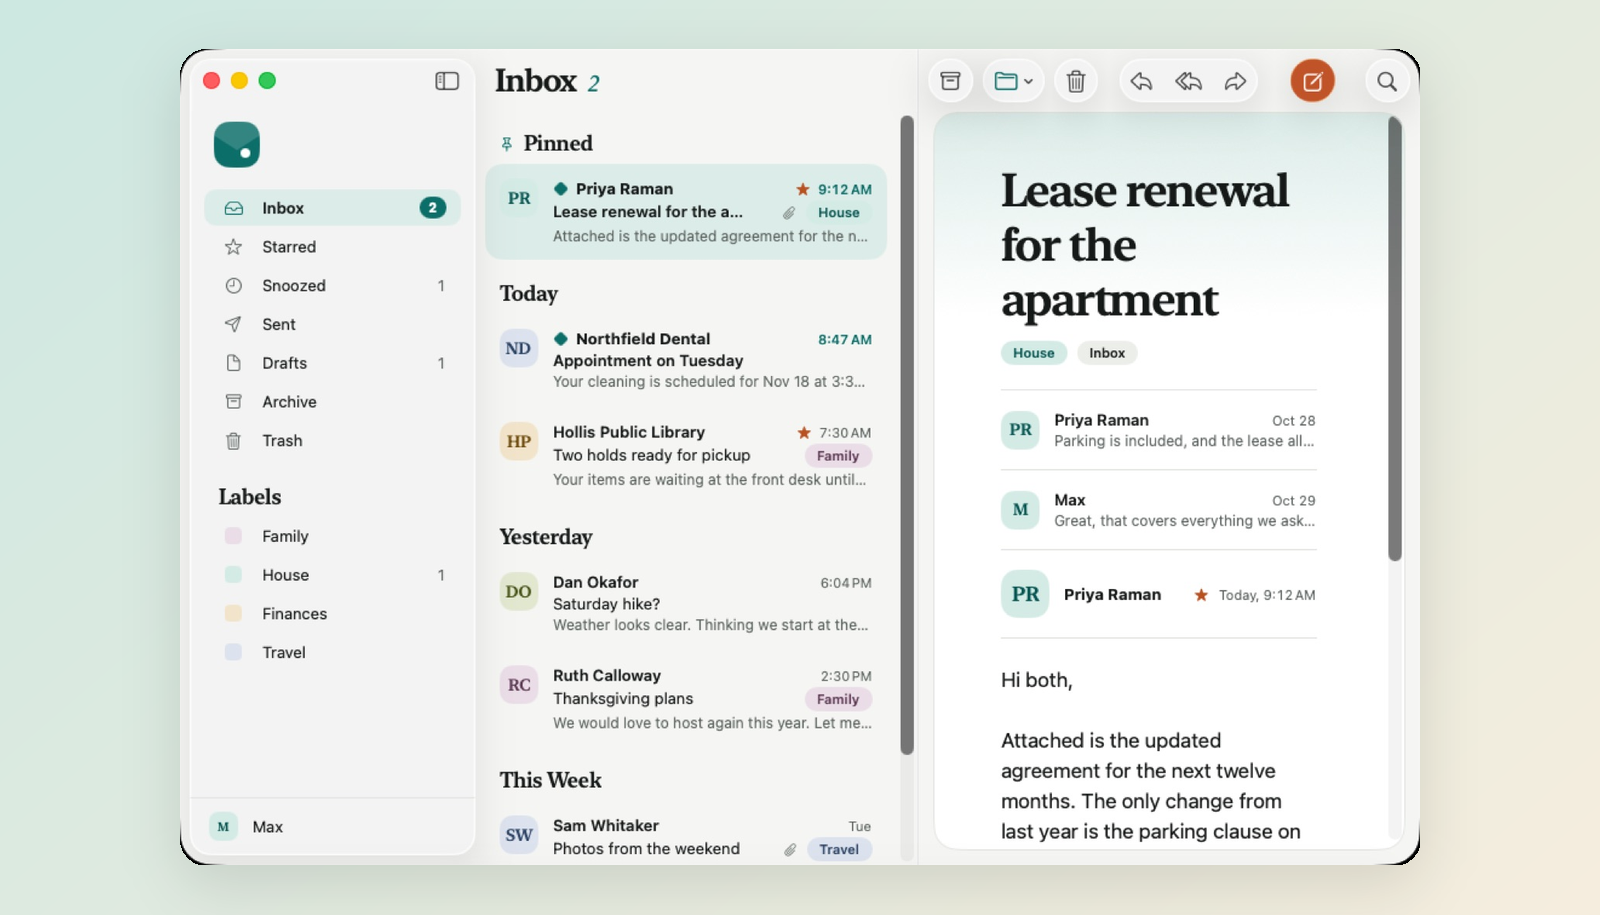 Inbox 2
Starred
Snoozed 1
Sent
Drafts 1
Archive
Trash
Labels
Family
House 1
Finances
Travel
M Max
Inbox 2
Pinned
PR Priya Raman 9:12 AM
Lease renewal for the a... House
Attached is the updated agreement for the n...
Today
ND Northfield Dental 8:47 AM
Appointment on Tuesday
Your cleaning is scheduled for Nov 18 at 3:3...
HP Hollis Public Library 7:30 AM
Two holds ready for pickup Family
Your items are waiting at the front desk until...
Yesterday
DO Dan Okafor 6:04 PM
Saturday hike?
Weather looks clear. Thinking we start at the...
RC Ruth Calloway 2:30 PM
Thanksgiving plans Family
We would love to host again this year. Let me...
This Week
SW Sam Whitaker Tue
Photos from the weekend Travel
Lease renewal
for the
apartment
House Inbox
PR Priya Raman Oct 28
Parking is included, and the lease all...
M Max Oct 29
Great, that covers everything we ask...
PR Priya Raman Today, 9:12 AM
Hi both,
Attached is the updated
agreement for the next twelve
months. The only change from
last year is the parking clause on